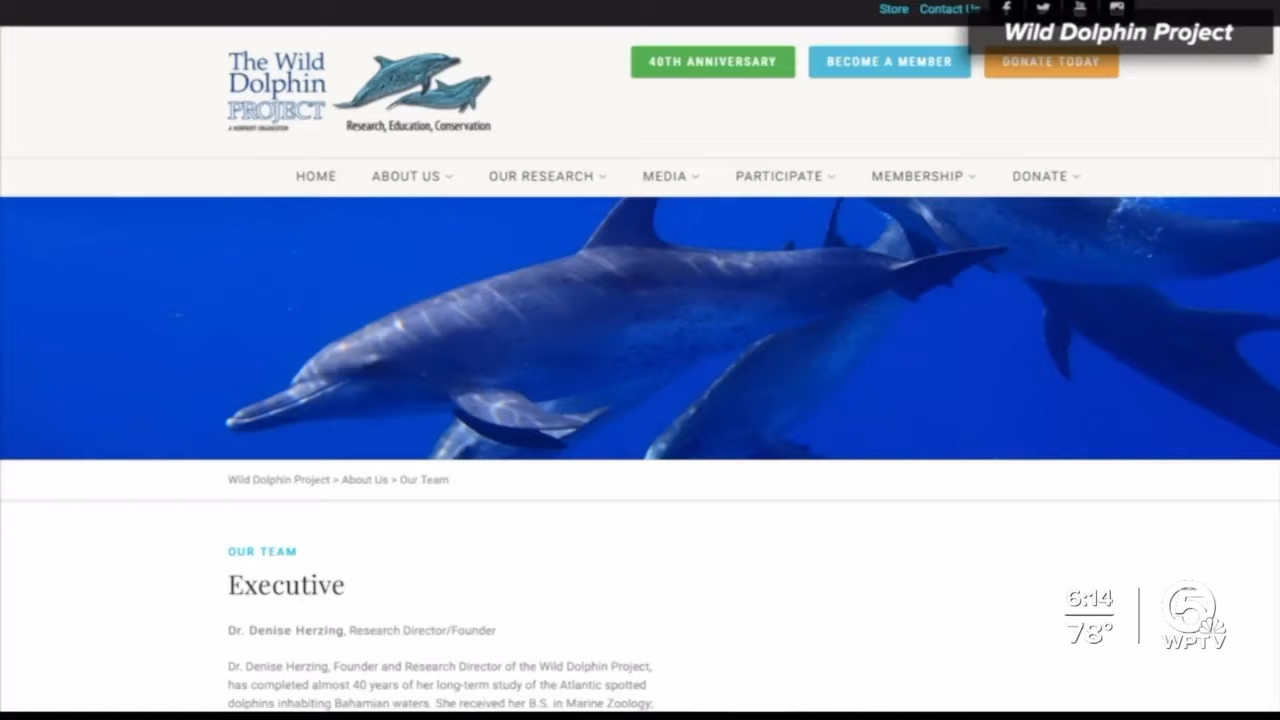 Store Contact Us
Wild Dolphin Project
The Wild
Dolphin
PROJECT
A NONPROFIT ORGANIZATION
Research, Education, Conservation
40TH ANNIVERSARY
BECOME A MEMBER
DONATE TODAY
HOME
ABOUT US
OUR RESEARCH
MEDIA
PARTICIPATE
MEMBERSHIP
DONATE
Wild Dolphin Project > About Us > Our Team
OUR TEAM
Executive
Dr. Denise Herzing, Research Director/Founder
Dr. Denise Herzing, Founder and Research Director of the Wild Dolphin Project,
has completed almost 40 years of her long-term study of the Atlantic spotted
dolphins inhabiting Bahamian waters. She received her B.S. in Marine Zoology;
6:14
78°
5
WPTV